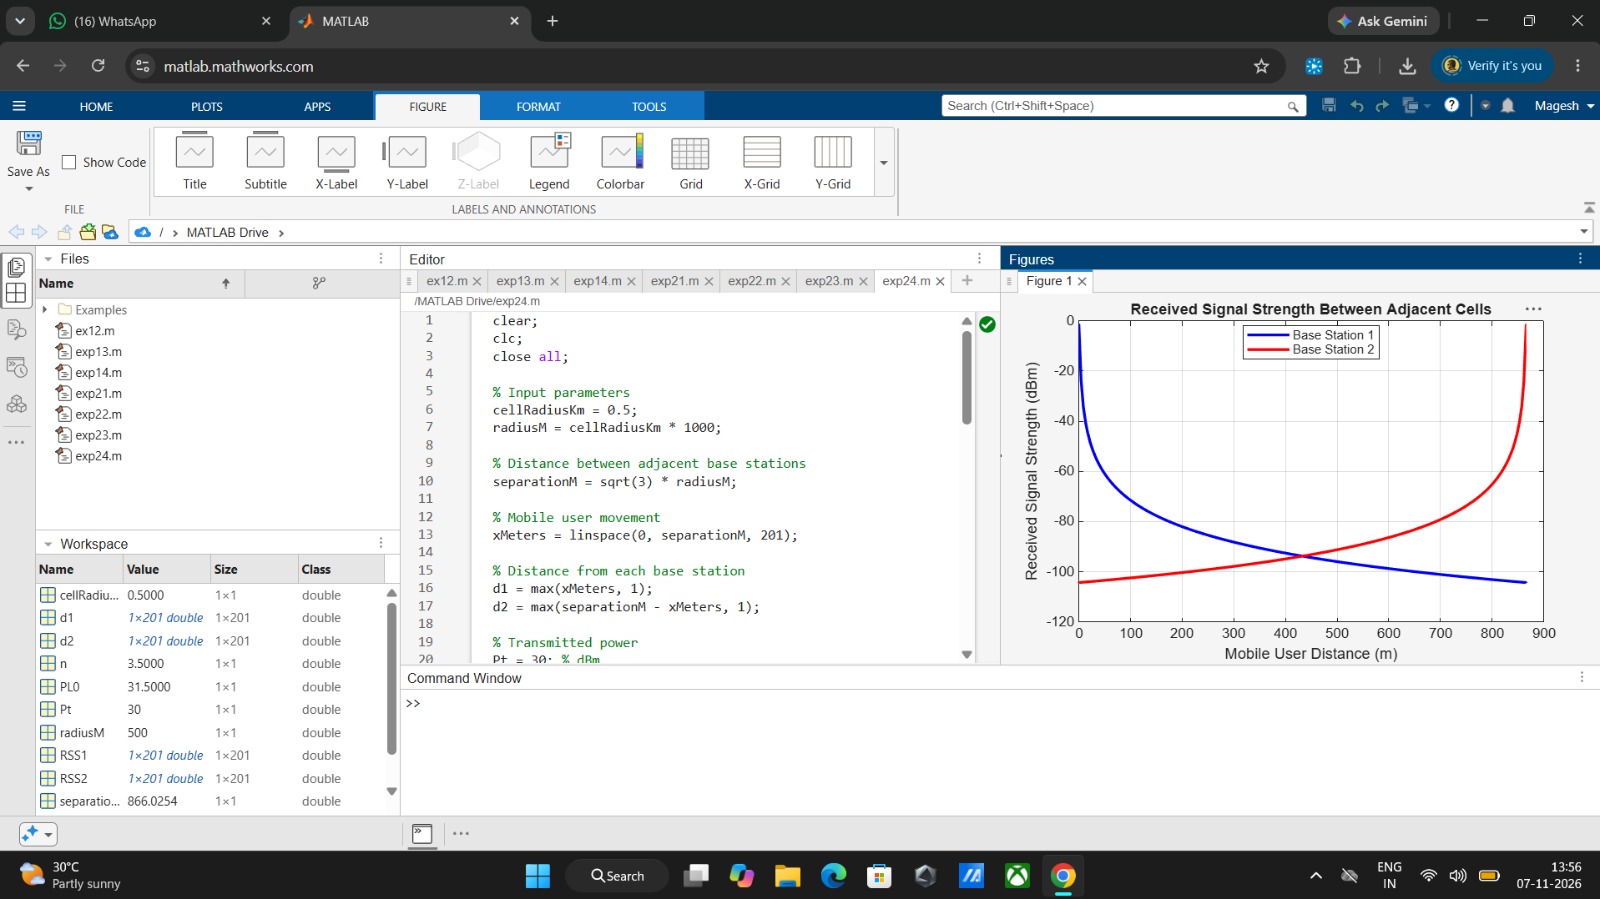 (16) WhatsApp
MATLAB
Ask Gemini
matlab.mathworks.com
Verify it's you
HOME PLOTS APPS FIGURE FORMAT TOOLS
Search (Ctrl+Shift+Space)
Magesh
Save As
Show Code
Title Subtitle X-Label Y-Label Z-Label Legend Colorbar Grid X-Grid Y-Grid
FILE
LABELS AND ANNOTATIONS
/ > MATLAB Drive >
Files
Name
Examples
ex12.m
exp13.m
exp14.m
exp21.m
exp22.m
exp23.m
exp24.m
Workspace
Name Value Size Class
cellRadiu... 0.5000 1×1 double
d1 1×201 double 1×201 double
d2 1×201 double 1×201 double
n 3.5000 1×1 double
PL0 31.5000 1×1 double
Pt 30 1×1 double
radiusM 500 1×1 double
RSS1 1×201 double 1×201 double
RSS2 1×201 double 1×201 double
separatio... 866.0254 1×1 double
Editor
ex12.m exp13.m exp14.m exp21.m exp22.m exp23.m exp24.m
/MATLAB Drive/exp24.m
1 clear;
2 clc;
3 close all;
4
5 % Input parameters
6 cellRadiusKm = 0.5;
7 radiusM = cellRadiusKm * 1000;
8
9 % Distance between adjacent base stations
10 separationM = sqrt(3) * radiusM;
11
12 % Mobile user movement
13 xMeters = linspace(0, separationM, 201);
14
15 % Distance from each base station
16 d1 = max(xMeters, 1);
17 d2 = max(separationM - xMeters, 1);
18
19 % Transmitted power
20 Pt = 30; % dBm
Figures
Figure 1
Received Signal Strength Between Adjacent Cells
Base Station 1
Base Station 2
Received Signal Strength (dBm)
0
-20
-40
-60
-80
-100
-120
0 100 200 300 400 500 600 700 800 900
Mobile User Distance (m)
Command Window
>>
30°C
Partly sunny
Search
ENG
IN
13:56
07-11-2026